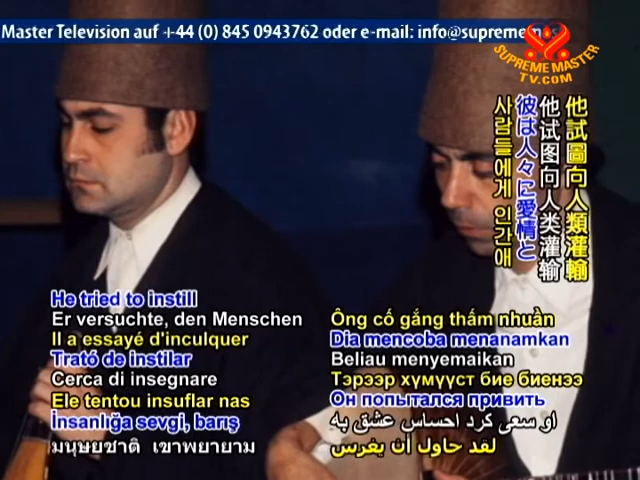 Master Television auf +44 (0) 845 0943762 oder e-mail: info@suprememas
SUPREME MASTER
TV.COM
他試圖向人類灌輸
他试图向人类灌输
彼は人々に愛情と
사람들에게 인간애
He tried to instill
Er versuchte, den Menschen
Il a essayé d'inculquer
Trató de instilar
Cerca di insegnare
Ele tentou insuflar nas
İnsanlığa sevgi, barış
มนุษยชาติ เขาพยายาม
Ông cố gắng thấm nhuần
Dia mencoba menanamkan
Beliau menyemaikan
Тэрээр хүмүүст бие биенээ
Он попытался привить
او سعی کرد احساس عشق به
لقد حاول أن يغرس